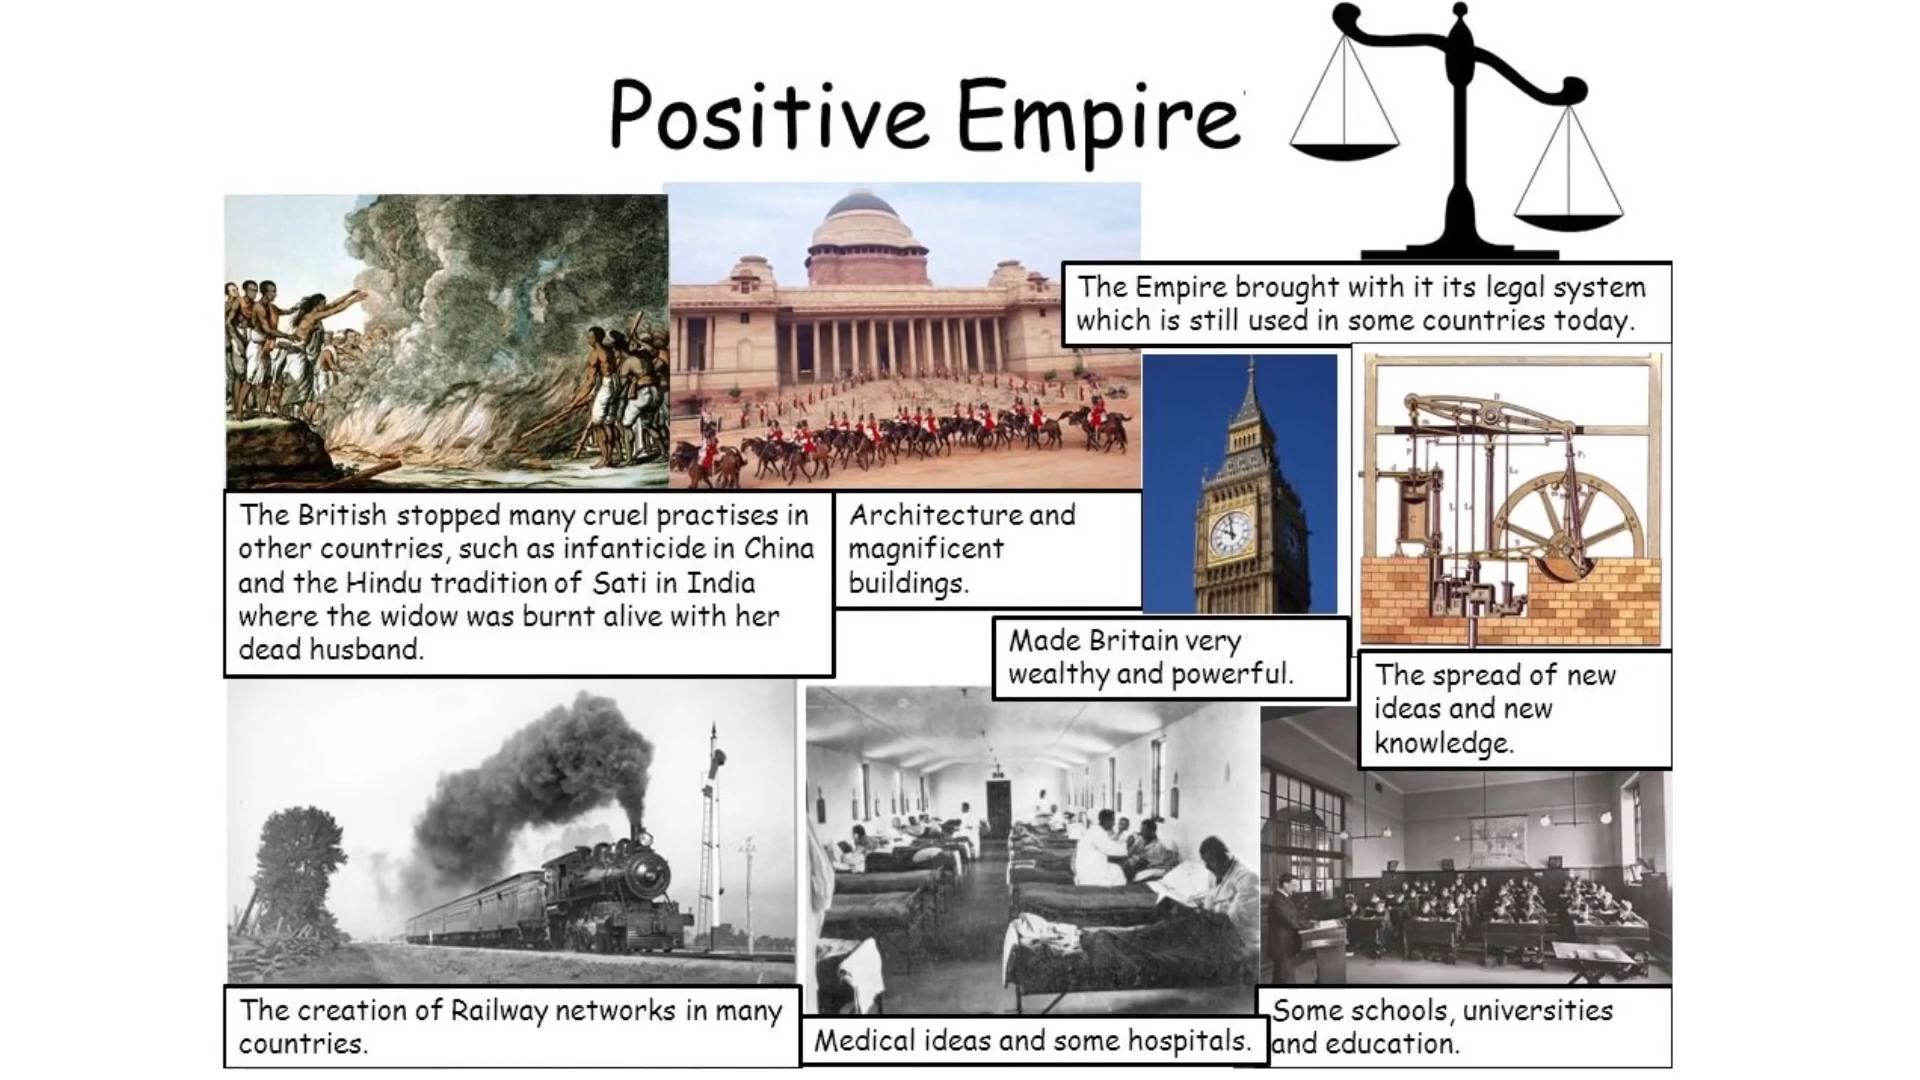 Positive Empire
The Empire brought with it its legal system
which is still used in some countries today.
The British stopped many cruel practises in
other countries, such as infanticide in China
and the Hindu tradition of Sati in India
where the widow was burnt alive with her
dead husband.
Architecture and
magnificent
buildings.
Made Britain very
wealthy and powerful.
The spread of new
ideas and new
knowledge.
The creation of Railway networks in many
countries.
Medical ideas and some hospitals.
Some schools, universities
and education.